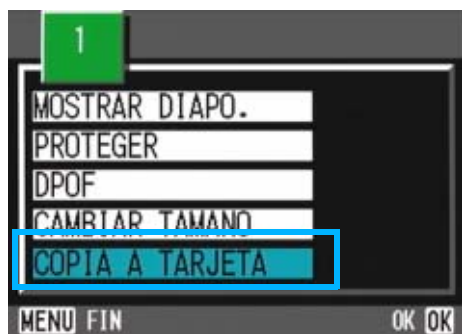 1
MOSTRAR DIAPO.
PROTEGER
DPOF
CAMBIAR TAMANO
COPIA A TARJETA
MENU FIN OK OK